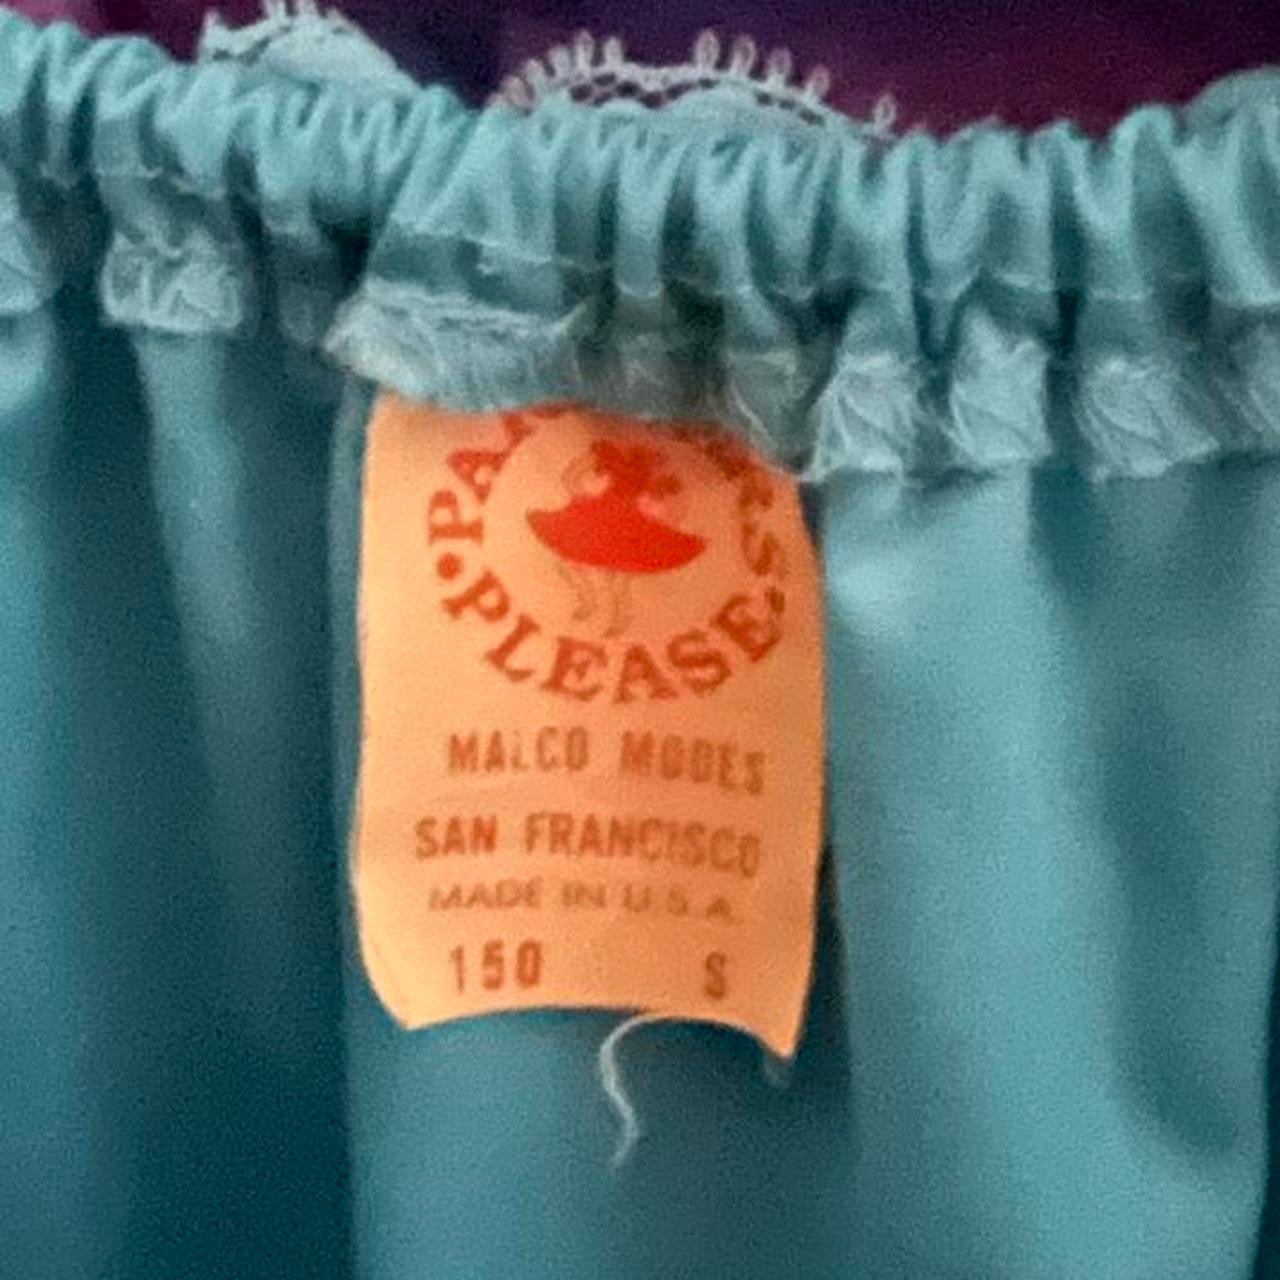 PLEASE
MALCO MODES
SAN FRANCISCO
MADE IN U.S.A.
150 S